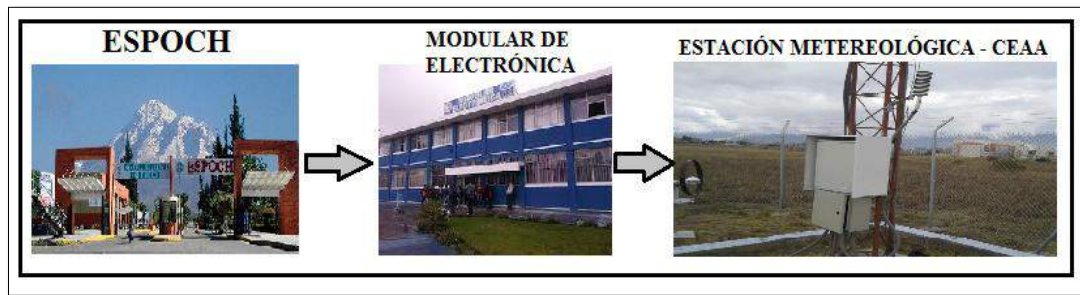 ESPOCH
MODULAR DE
ELECTRÓNICA
ESTACIÓN METEREOLÓGICA - CEAA
ESPOCH